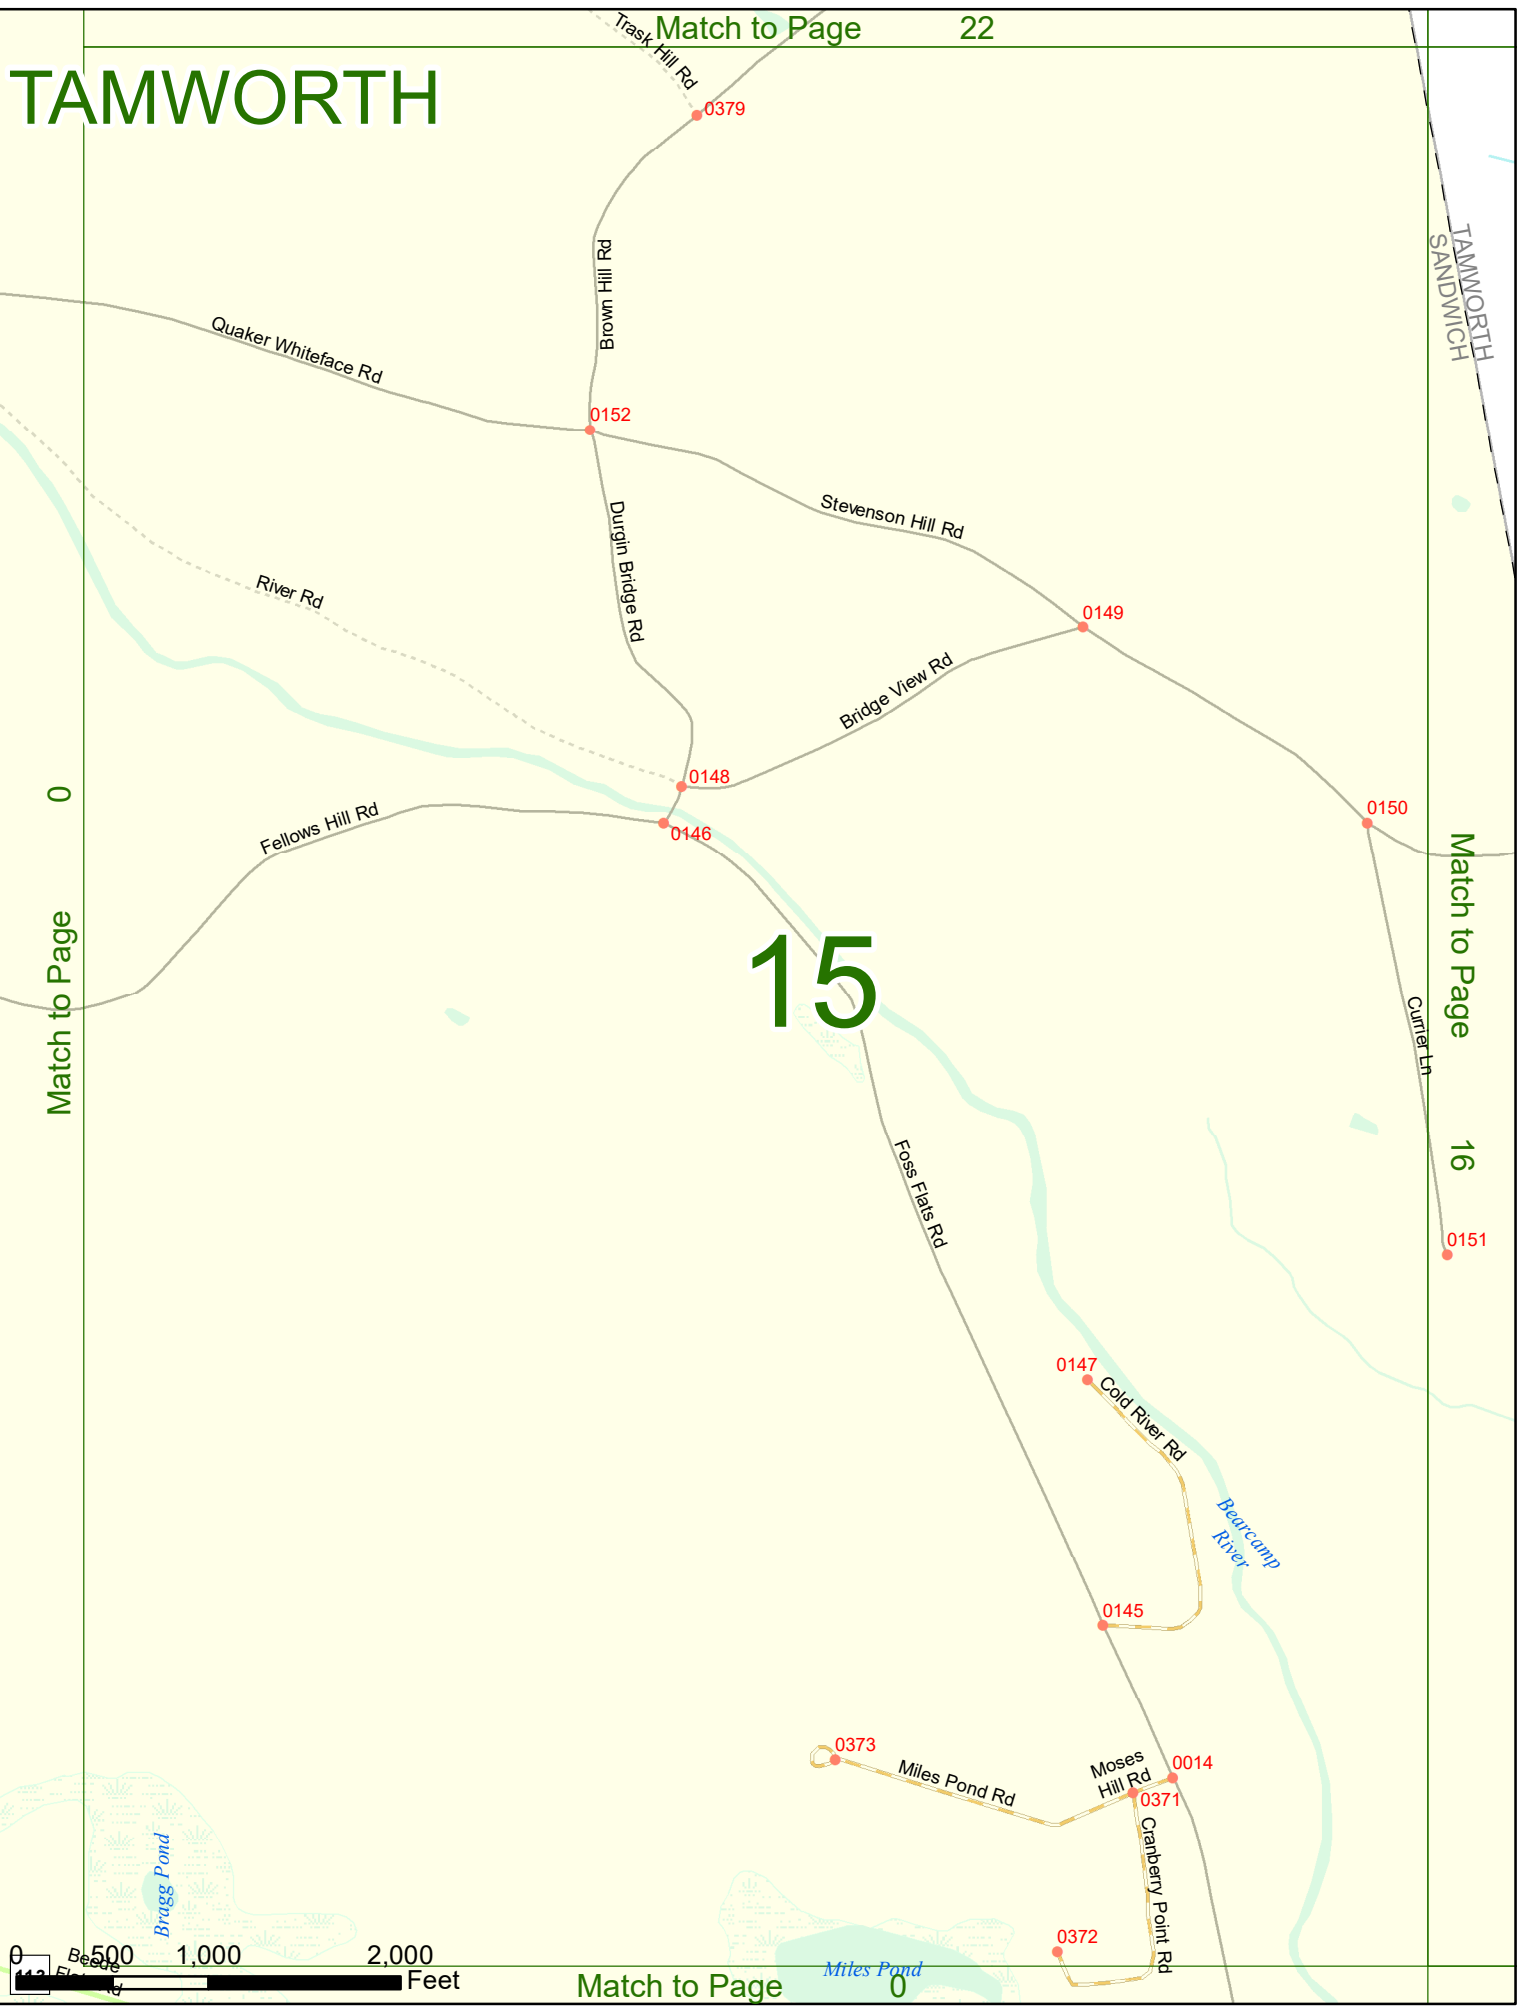 Match to Page 22
TAMWORTH
Trask Hill Rd
0379
Brown Hill Rd
TAMWORTH
SANDWICH
Quaker Whiteface Rd
0152
Stevenson Hill Rd
Durgin Bridge Rd
River Rd
0149
Bridge View Rd
0148
0
Fellows Hill Rd
0146
0150
Match to Page
15
Match to Page
Currier Ln
16
Foss Flats Rd
0151
0147
Cold River Rd
Bearcamp
River
0145
0373
Miles Pond Rd
Moses
Hill Rd
0014
0371
Cranberry Point Rd
Bragg Pond
0372
0 500 1,000 2,000
Feet
Beede
Rd
Miles Pond
Match to Page 0